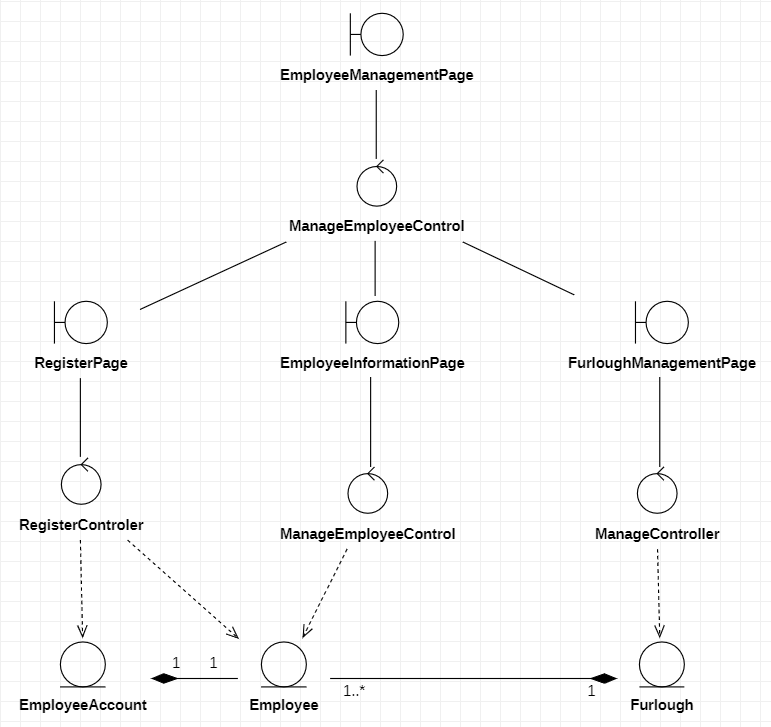 EmployeeManagementPage
ManageEmployeeControl
RegisterPage
EmployeeInformationPage
FurloughManagementPage
RegisterControler
ManageEmployeeControl
ManageController
1
1
1..*
1
EmployeeAccount
Employee
Furlough